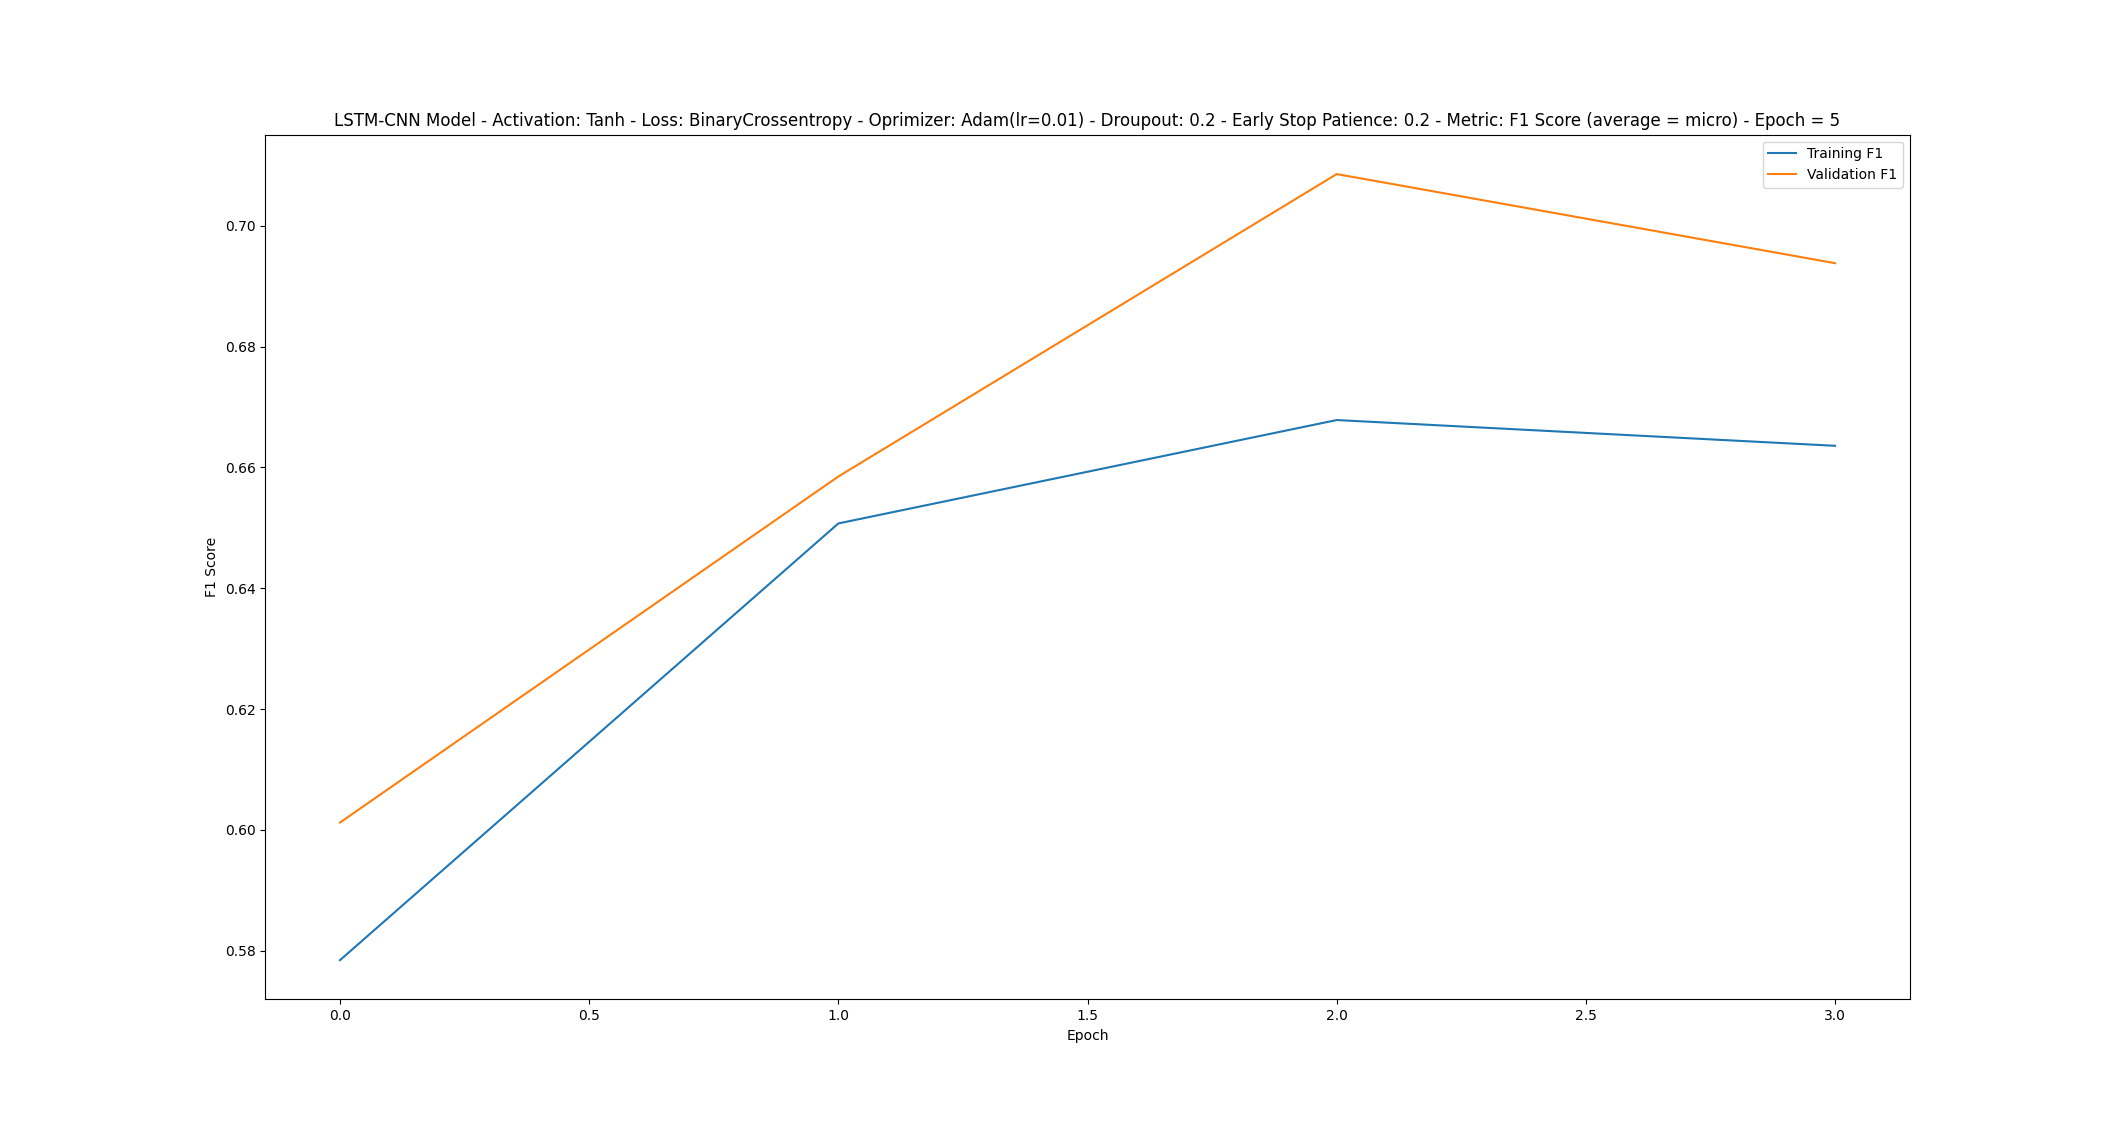 LSTM-CNN Model - Activation: Tanh - Loss: BinaryCrossentropy - Oprimizer: Adam(lr=0.01) - Droupout: 0.2 - Early Stop Patience: 0.2 - Metric: F1 Score (average = micro) - Epoch = 5
Training F1
Validation F1
0.70
0.68
0.66
0.64
0.62
0.60
0.58
F1 Score
0.0 0.5 1.0 1.5 2.0 2.5 3.0
Epoch